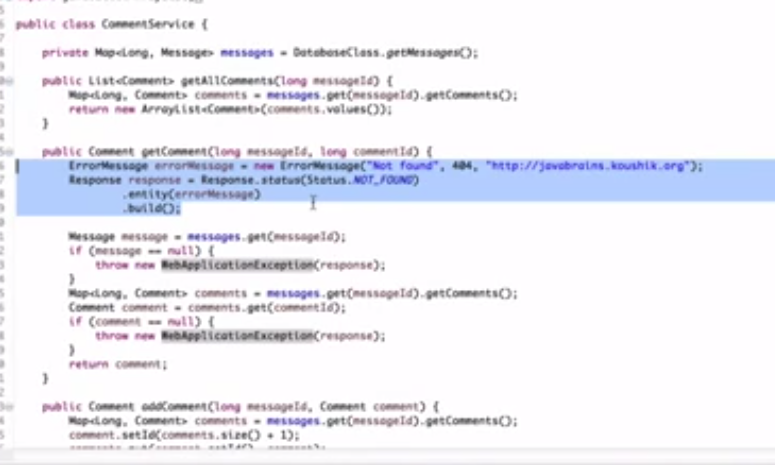 public class CommentService {
private Map<Long, Message> messages = DatabaseClass.getMessages();
public List<Comment> getAllComments(long messageId) {
Map<Long, Comment> comments = messages.get(messageId).getComments();
return new ArrayList<Comment>(comments.values());
}
public Comment getComment(long messageId, long commentId) {
ErrorMessage errorMessage = new ErrorMessage("Not found", 404, "http://javabrains.koushik.org");
Response response = Response.status(Status.NOT_FOUND)
.entity(errorMessage)
.build();
Message message = messages.get(messageId);
if (message == null) {
throw new WebApplicationException(response);
}
Map<Long, Comment> comments = messages.get(messageId).getComments();
Comment comment = comments.get(commentId);
if (comment == null) {
throw new WebApplicationException(response);
}
return comment;
}
public Comment addComment(long messageId, Comment comment) {
Map<Long, Comment> comments = messages.get(messageId).getComments();
comment.setId(comments.size() + 1);